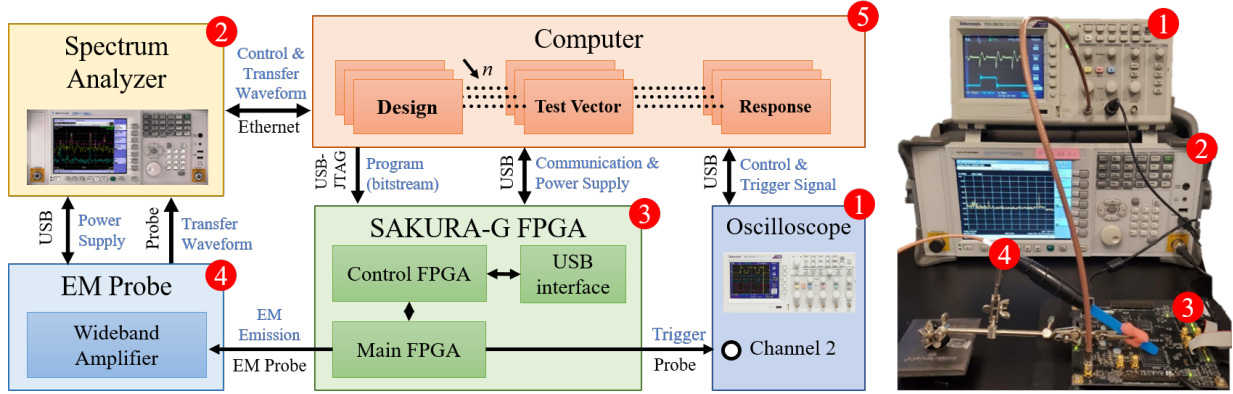 2
Spectrum
Analyzer
Control &
Transfer
Waveform
Ethernet
5
Computer
n
Design
Test Vector
Response
USB-
JTAG
Program
(bitstream)
USB
Communication &
Power Supply
USB
Control &
Trigger Signal
USB
Power
Supply
Probe
Transfer
Waveform
3
SAKURA-G FPGA
Control FPGA
USB
interface
Main FPGA
1
Oscilloscope
Channel 2
4
EM Probe
Wideband
Amplifier
EM
Emission
EM Probe
Trigger
Probe
1
Tektronix
2
4
3